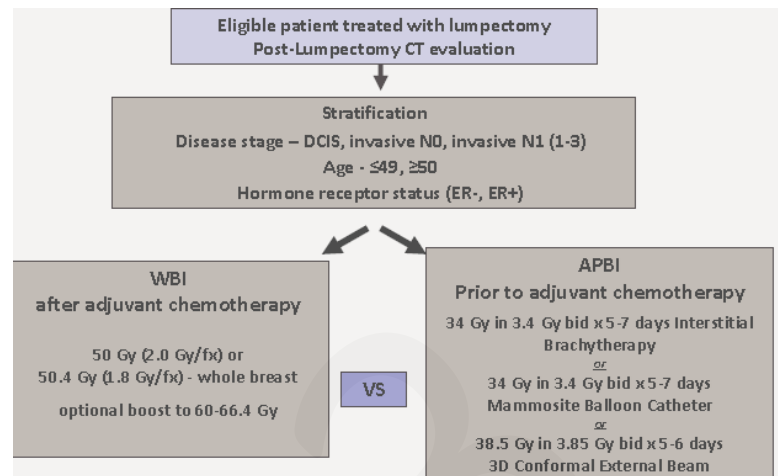 Eligible patient treated with lumpectomy
Post-Lumpectomy CT evaluation
Stratification
Disease stage – DCIS, invasive N0, invasive N1 (1-3)
Age - ≤49, ≥50
Hormone receptor status (ER-, ER+)
WBI
after adjuvant chemotherapy
50 Gy (2.0 Gy/fx) or
50.4 Gy (1.8 Gy/fx) - whole breast
optional boost to 60-66.4 Gy
VS
APBI
Prior to adjuvant chemotherapy
34 Gy in 3.4 Gy bid x 5-7 days Interstitial
Brachytherapy
or
34 Gy in 3.4 Gy bid x 5-7 days
Mammosite Balloon Catheter
or
38.5 Gy in 3.85 Gy bid x 5-6 days
3D Conformal External Beam